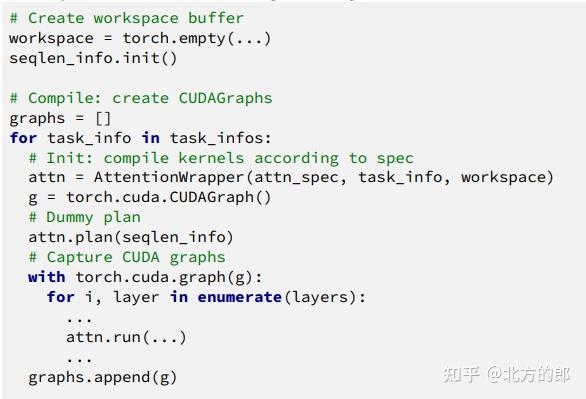 # Create workspace buffer
workspace = torch.empty(...)
seqlen_info.init()
# Compile: create CUDAGraphs
graphs = []
for task_info in task_infos:
# Init: compile kernels according to spec
attn = AttentionWrapper(attn_spec, task_info, workspace)
g = torch.cuda.CUDAGraph()
# Dummy plan
attn.plan(seqlen_info)
# Capture CUDA graphs
with torch.cuda.graph(g):
for i, layer in enumerate(layers):
...
attn.run(...)
...
graphs.append(g)
知乎 @北方的郎